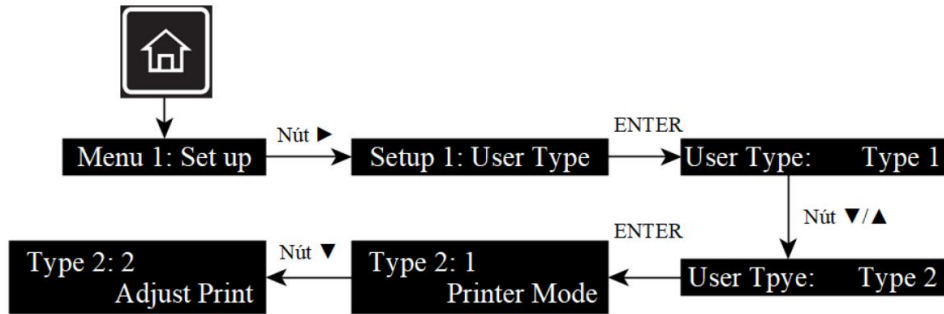 Menu 1: Set up
Nút ►
Setup 1: User Type
ENTER
User Type: Type 1
Nút ▼/▲
User Tpye: Type 2
ENTER
Type 2: 1
Printer Mode
Nút ▼
Type 2: 2
Adjust Print